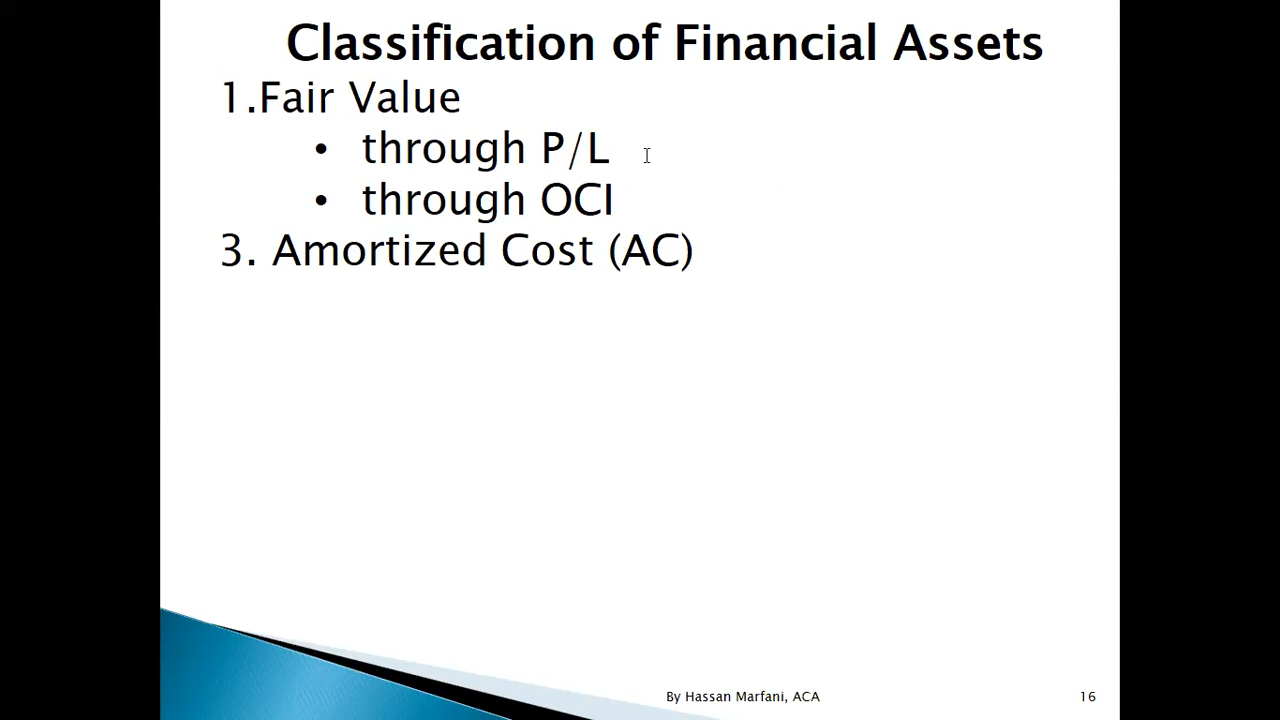 Classification of Financial Assets
1.Fair Value
• through P/L
• through OCI
3. Amortized Cost (AC)
By Hassan Marfani, ACA
16